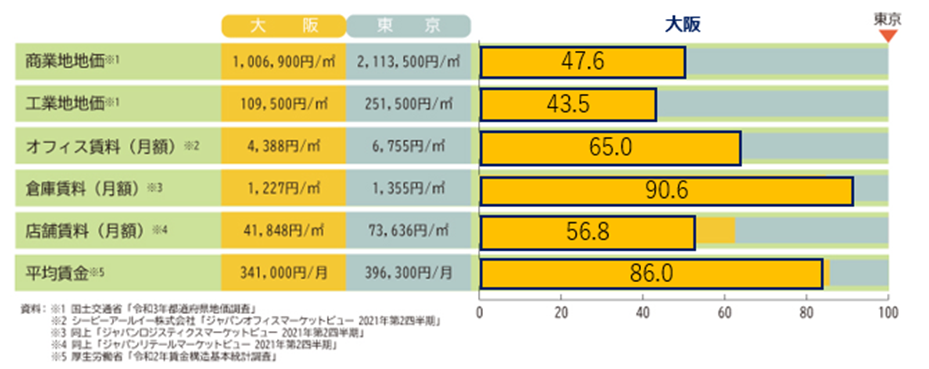 大　阪 東　京 大阪 東京
商業地地価※1 1,006,900円/㎡ 2,113,500円/㎡ 47.6
工業地地価※1 109,500円/㎡ 251,500円/㎡ 43.5
オフィス賃料（月額）※2 4,388円/㎡ 6,755円/㎡ 65.0
倉庫賃料（月額）※3 1,227円/㎡ 1,355円/㎡ 90.6
店舗賃料（月額）※4 41,848円/㎡ 73,636円/㎡ 56.8
平均賃金※5 341,000円/月 396,300円/月 86.0
0 20 40 60 80 100
資料：※1 国土交通省「令和3年都道府県地価調査」
※2 シービーアールイー株式会社「ジャパンオフィスマーケットビュー 2021年第2四半期」
※3 同上「ジャパンロジスティクスマーケットビュー 2021年第2四半期」
※4 同上「ジャパンリテールマーケットビュー 2021年第2四半期」
※5 厚生労働省「令和2年賃金構造基本統計調査」